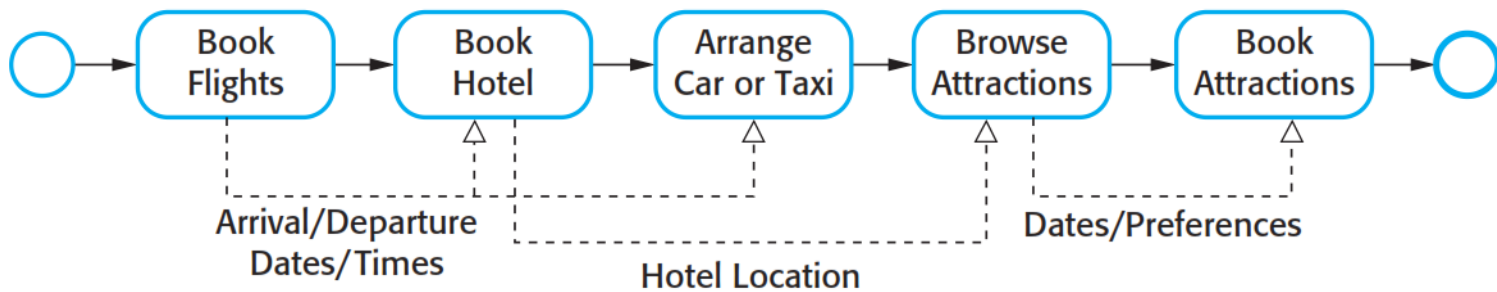 Book
Flights
Book
Hotel
Arrange
Car or Taxi
Browse
Attractions
Book
Attractions
Arrival/Departure
Dates/Times
Hotel Location
Dates/Preferences